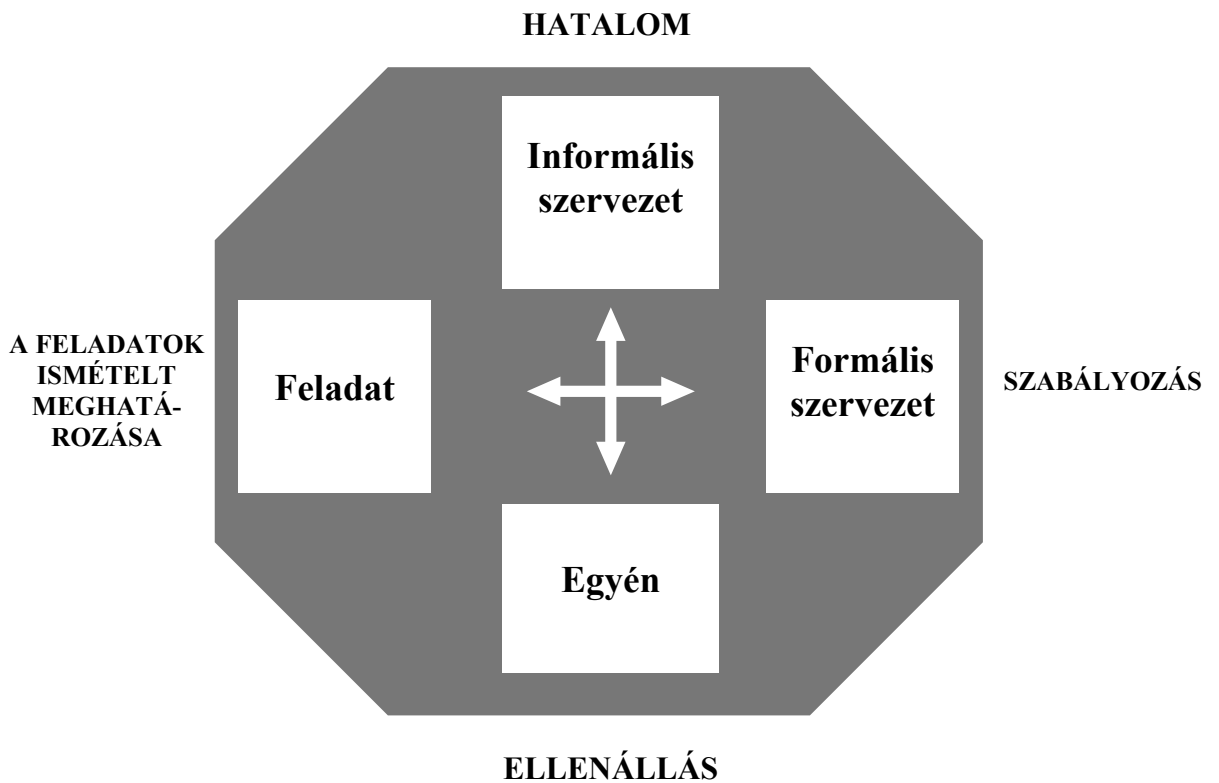 HATALOM
Informális
szervezet
A FELADATOK
ISMÉTELT
MEGHATÁ-
ROZÁSA
Feladat
Formális
szervezet
SZABÁLYOZÁS
Egyén
ELLENÁLLÁS